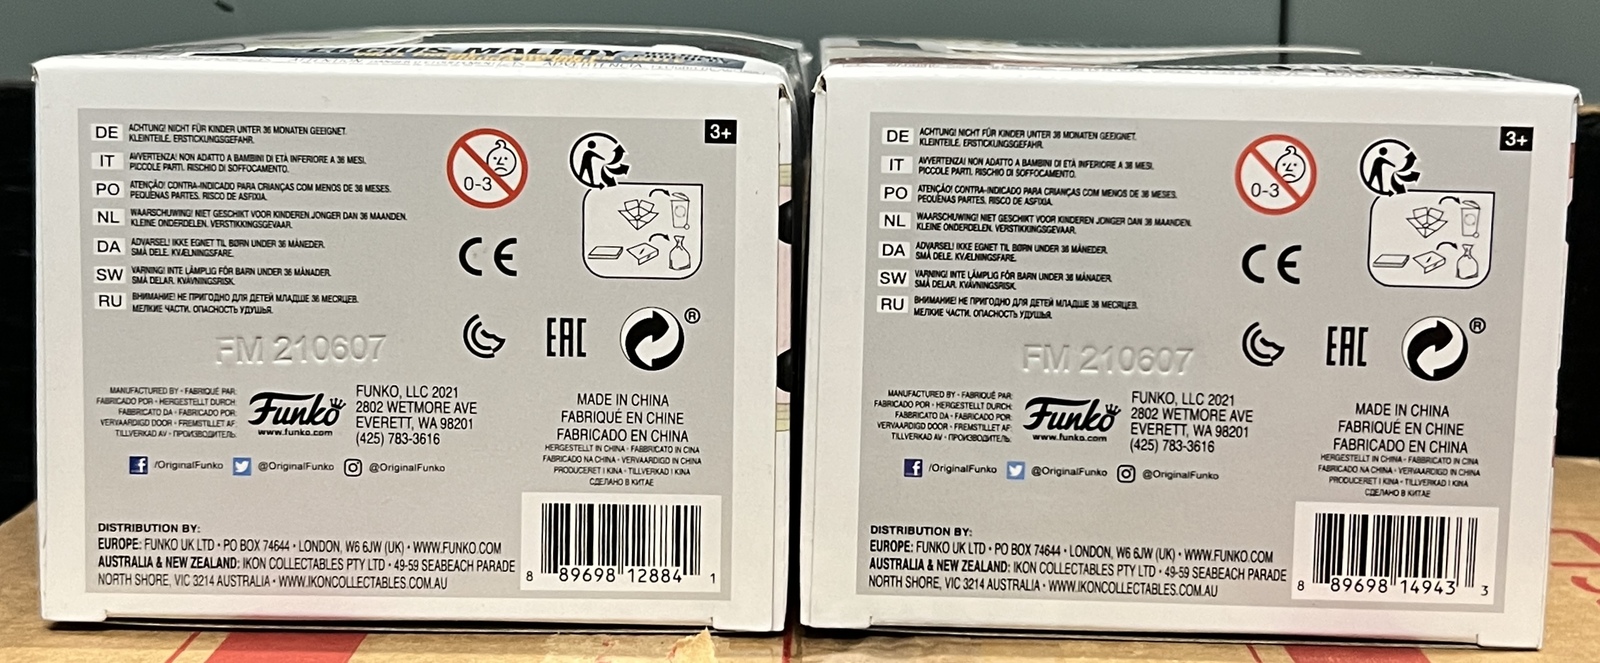 LUCIUS MALFOY
3+
DE ACHTUNG! NICHT FÜR KINDER UNTER 36 MONATEN GEEIGNET.
KLEINTEILE. ERSTICKUNGSGEFAHR.
IT AVVERTENZA! NON ADATTO A BAMBINI DI ETÀ INFERIORE A 36 MESI.
PICCOLE PARTI. RISCHIO DI SOFFOCAMENTO.
PO ATENÇÃO! CONTRA-INDICADO PARA CRIANÇAS COM MENOS DE 36 MESES.
PEQUENAS PARTES. RISCO DE ASFIXIA.
NL WAARSCHUWING! NIET GESCHIKT VOOR KINDEREN JONGER DAN 36 MAANDEN.
KLEINE ONDERDELEN. VERSTIKKINGSGEVAAR.
DA ADVARSEL! IKKE EGNET TIL BØRN UNDER 36 MÅNEDER.
SMÅ DELE. KVÆLNINGSFARE.
SW VARNING! INTE LÄMPLIG FÖR BARN UNDER 36 MÅNADER.
SMÅ DELAR. KVÄVNINGSRISK.
RU ВНИМАНИЕ! НЕ ПРИГОДНО ДЛЯ ДЕТЕЙ МЛАДШЕ 36 МЕСЯЦЕВ.
МЕЛКИЕ ЧАСТИ. ОПАСНОСТЬ УДУШЬЯ.
0-3
CE
EAC
®
FM 210607
MANUFACTURED BY • FABRIQUÉ PAR:
FABRICADO POR • HERGESTELLT DURCH:
FABBRICATO DA • FABRICADO POR:
VERVAARDIGD DOOR • FREMSTILLET AF:
TILLVERKAD AV • ПРОИЗВОДИТЕЛЬ:
Funko
www.funko.com
FUNKO, LLC 2021
2802 WETMORE AVE
EVERETT, WA 98201
(425) 783-3616
MADE IN CHINA
FABRIQUÉ EN CHINE
FABRICADO EN CHINA
HERGESTELLT IN CHINA • FABBRICATO IN CINA
FABRICADO NA CHINA • VERVAARDIGD IN CHINA
PRODUCERET I KINA • TILLVERKAD I KINA
СДЕЛАНО В КИТАЕ
/OriginalFunko @OriginalFunko @OriginalFunko
DISTRIBUTION BY:
EUROPE: FUNKO UK LTD • PO BOX 74644 • LONDON, W6 6JW (UK) • WWW.FUNKO.COM
AUSTRALIA & NEW ZEALAND: IKON COLLECTABLES PTY LTD • 49-59 SEABEACH PARADE
NORTH SHORE, VIC 3214 AUSTRALIA • WWW.IKONCOLLECTABLES.COM.AU
8 89698 12884 1
3+
DE ACHTUNG! NICHT FÜR KINDER UNTER 36 MONATEN GEEIGNET.
KLEINTEILE. ERSTICKUNGSGEFAHR.
IT AVVERTENZA! NON ADATTO A BAMBINI DI ETÀ INFERIORE A 36 MESI.
PICCOLE PARTI. RISCHIO DI SOFFOCAMENTO.
PO ATENÇÃO! CONTRA-INDICADO PARA CRIANÇAS COM MENOS DE 36 MESES.
PEQUENAS PARTES. RISCO DE ASFIXIA.
NL WAARSCHUWING! NIET GESCHIKT VOOR KINDEREN JONGER DAN 36 MAANDEN.
KLEINE ONDERDELEN. VERSTIKKINGSGEVAAR.
DA ADVARSEL! IKKE EGNET TIL BØRN UNDER 36 MÅNEDER.
SMÅ DELE. KVÆLNINGSFARE.
SW VARNING! INTE LÄMPLIG FÖR BARN UNDER 36 MÅNADER.
SMÅ DELAR. KVÄVNINGSRISK.
RU ВНИМАНИЕ! НЕ ПРИГОДНО ДЛЯ ДЕТЕЙ МЛАДШЕ 36 МЕСЯЦЕВ.
МЕЛКИЕ ЧАСТИ. ОПАСНОСТЬ УДУШЬЯ.
0-3
CE
EAC
®
FM 210607
MANUFACTURED BY • FABRIQUÉ PAR:
FABRICADO POR • HERGESTELLT DURCH:
FABBRICATO DA • FABRICADO POR:
VERVAARDIGD DOOR • FREMSTILLET AF:
TILLVERKAD AV • ПРОИЗВОДИТЕЛЬ:
Funko
www.funko.com
FUNKO, LLC 2021
2802 WETMORE AVE
EVERETT, WA 98201
(425) 783-3616
MADE IN CHINA
FABRIQUÉ EN CHINE
FABRICADO EN CHINA
HERGESTELLT IN CHINA • FABBRICATO IN CINA
FABRICADO NA CHINA • VERVAARDIGD IN CHINA
PRODUCERET I KINA • TILLVERKAD I KINA
СДЕЛАНО В КИТАЕ
/OriginalFunko @OriginalFunko @OriginalFunko
DISTRIBUTION BY:
EUROPE: FUNKO UK LTD • PO BOX 74644 • LONDON, W6 6JW (UK) • WWW.FUNKO.COM
AUSTRALIA & NEW ZEALAND: IKON COLLECTABLES PTY LTD • 49-59 SEABEACH PARADE
NORTH SHORE, VIC 3214 AUSTRALIA • WWW.IKONCOLLECTABLES.COM.AU
8 89698 14943 3